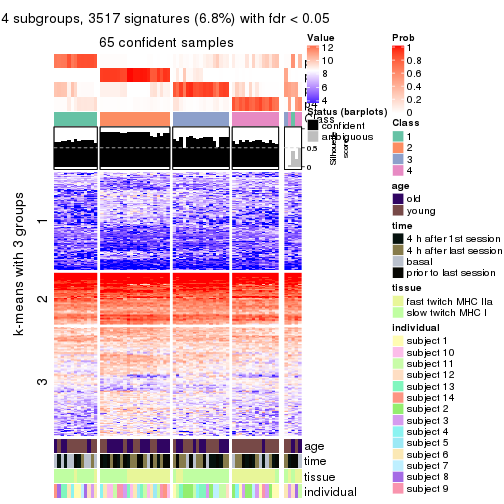 4 subgroups, 3517 signatures (6.8%) with fdr < 0.05
65 confident samples
k-means with 3 groups
1
2
3
Class
0.5
0
Silhouette
score
age
time
tissue
individual
Value
12
10
8
6
4
Status (barplots)
confident
ambiguous
Prob
1
0.8
0.6
0.4
0.2
0
Class
1
2
3
4
age
old
young
time
4 h after 1st session
4 h after last session
basal
prior to last session
tissue
fast twitch MHC IIa
slow twitch MHC I
individual
subject 1
subject 10
subject 11
subject 12
subject 13
subject 14
subject 2
subject 3
subject 4
subject 5
subject 6
subject 7
subject 8
subject 9